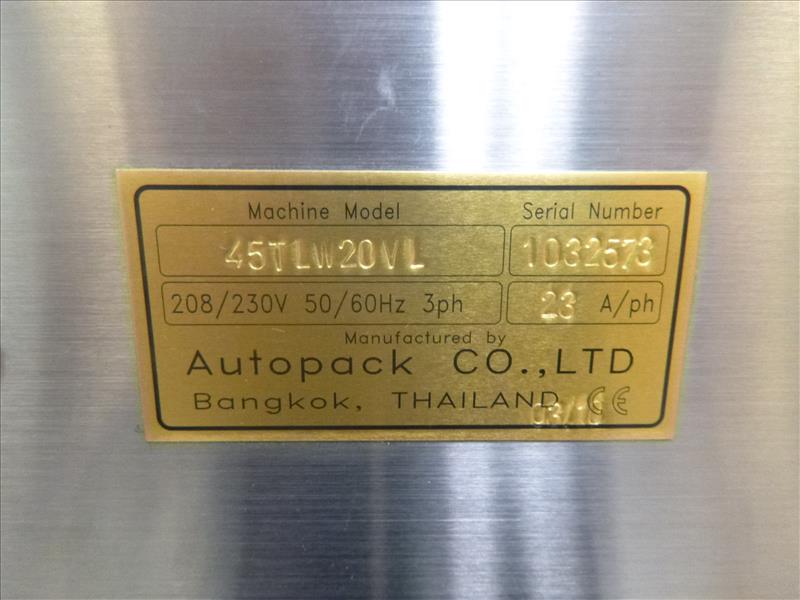 Machine Model Serial Number
45TLW20VL 1032573
208/230V 50/60Hz 3ph 23 A/ph
Manufactured by
Autopack CO.,LTD
Bangkok, THAILAND CE